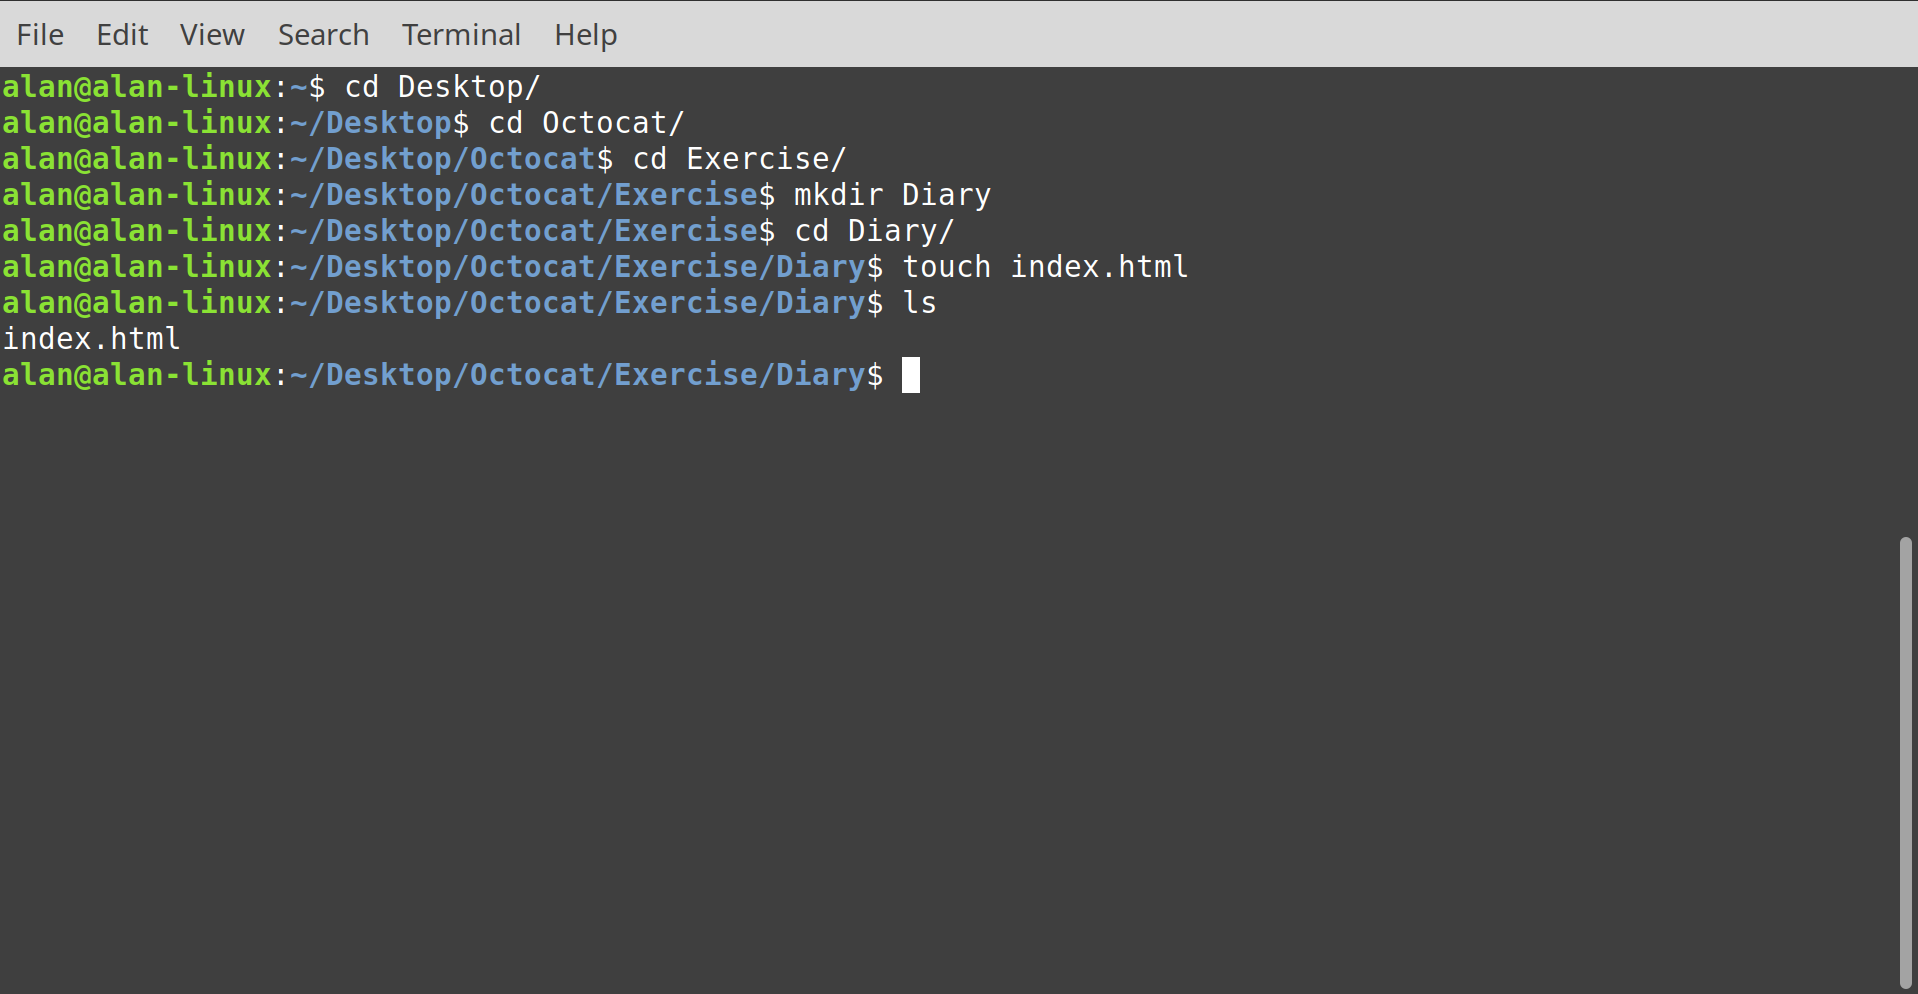 File Edit View Search Terminal Help
alan@alan-linux:~$ cd Desktop/
alan@alan-linux:~/Desktop$ cd Octocat/
alan@alan-linux:~/Desktop/Octocat$ cd Exercise/
alan@alan-linux:~/Desktop/Octocat/Exercise$ mkdir Diary
alan@alan-linux:~/Desktop/Octocat/Exercise$ cd Diary/
alan@alan-linux:~/Desktop/Octocat/Exercise/Diary$ touch index.html
alan@alan-linux:~/Desktop/Octocat/Exercise/Diary$ ls
index.html
alan@alan-linux:~/Desktop/Octocat/Exercise/Diary$